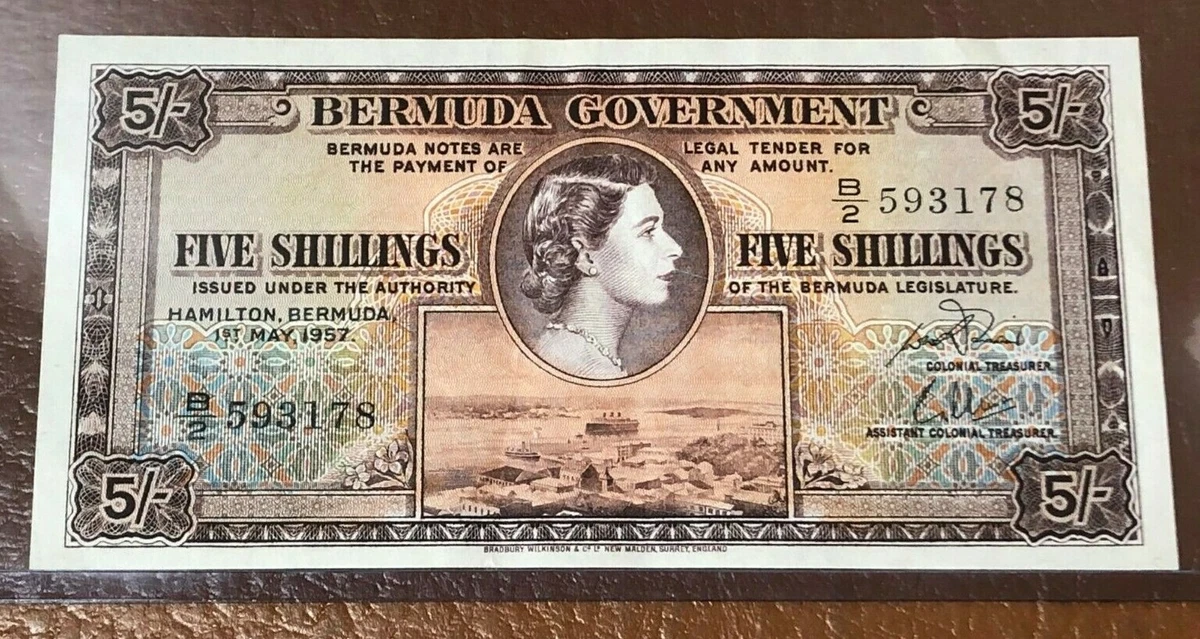 5/-
BERMUDA GOVERNMENT
5/-
BERMUDA NOTES ARE LEGAL TENDER FOR
THE PAYMENT OF ANY AMOUNT.
B/2 593178
FIVE SHILLINGS FIVE SHILLINGS
ISSUED UNDER THE AUTHORITY OF THE BERMUDA LEGISLATURE.
HAMILTON, BERMUDA,
1ST MAY, 1957.
COLONIAL TREASURER.
B/2 593178
ASSISTANT COLONIAL TREASURER.
5/-
5/-
BRADBURY WILKINSON & Cº Lº NEW MALDEN, SURREY, ENGLAND